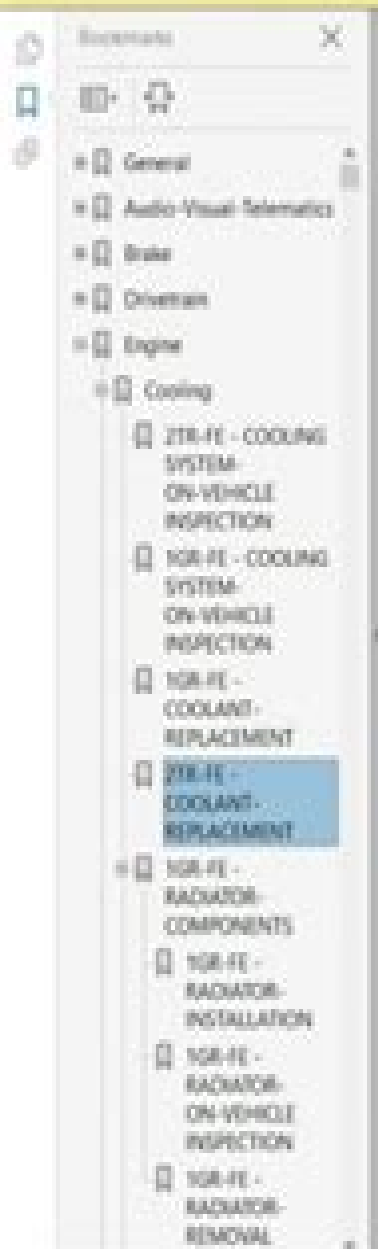 Bookmarks
General
Audio-Visual-Telematics
Brake
Drivetrain
Engine
Cooling
2TR-FE - COOLING
SYSTEM-
ON-VEHICLE
INSPECTION
1GR-FE - COOLING
SYSTEM-
ON-VEHICLE
INSPECTION
1GR-FE -
COOLANT-
REPLACEMENT
2TR-FE -
COOLANT-
REPLACEMENT
1GR-FE -
RADIATOR-
COMPONENTS
1GR-FE -
RADIATOR-
INSTALLATION
1GR-FE -
RADIATOR-
ON-VEHICLE
INSPECTION
1GR-FE -
RADIATOR-
REMOVAL